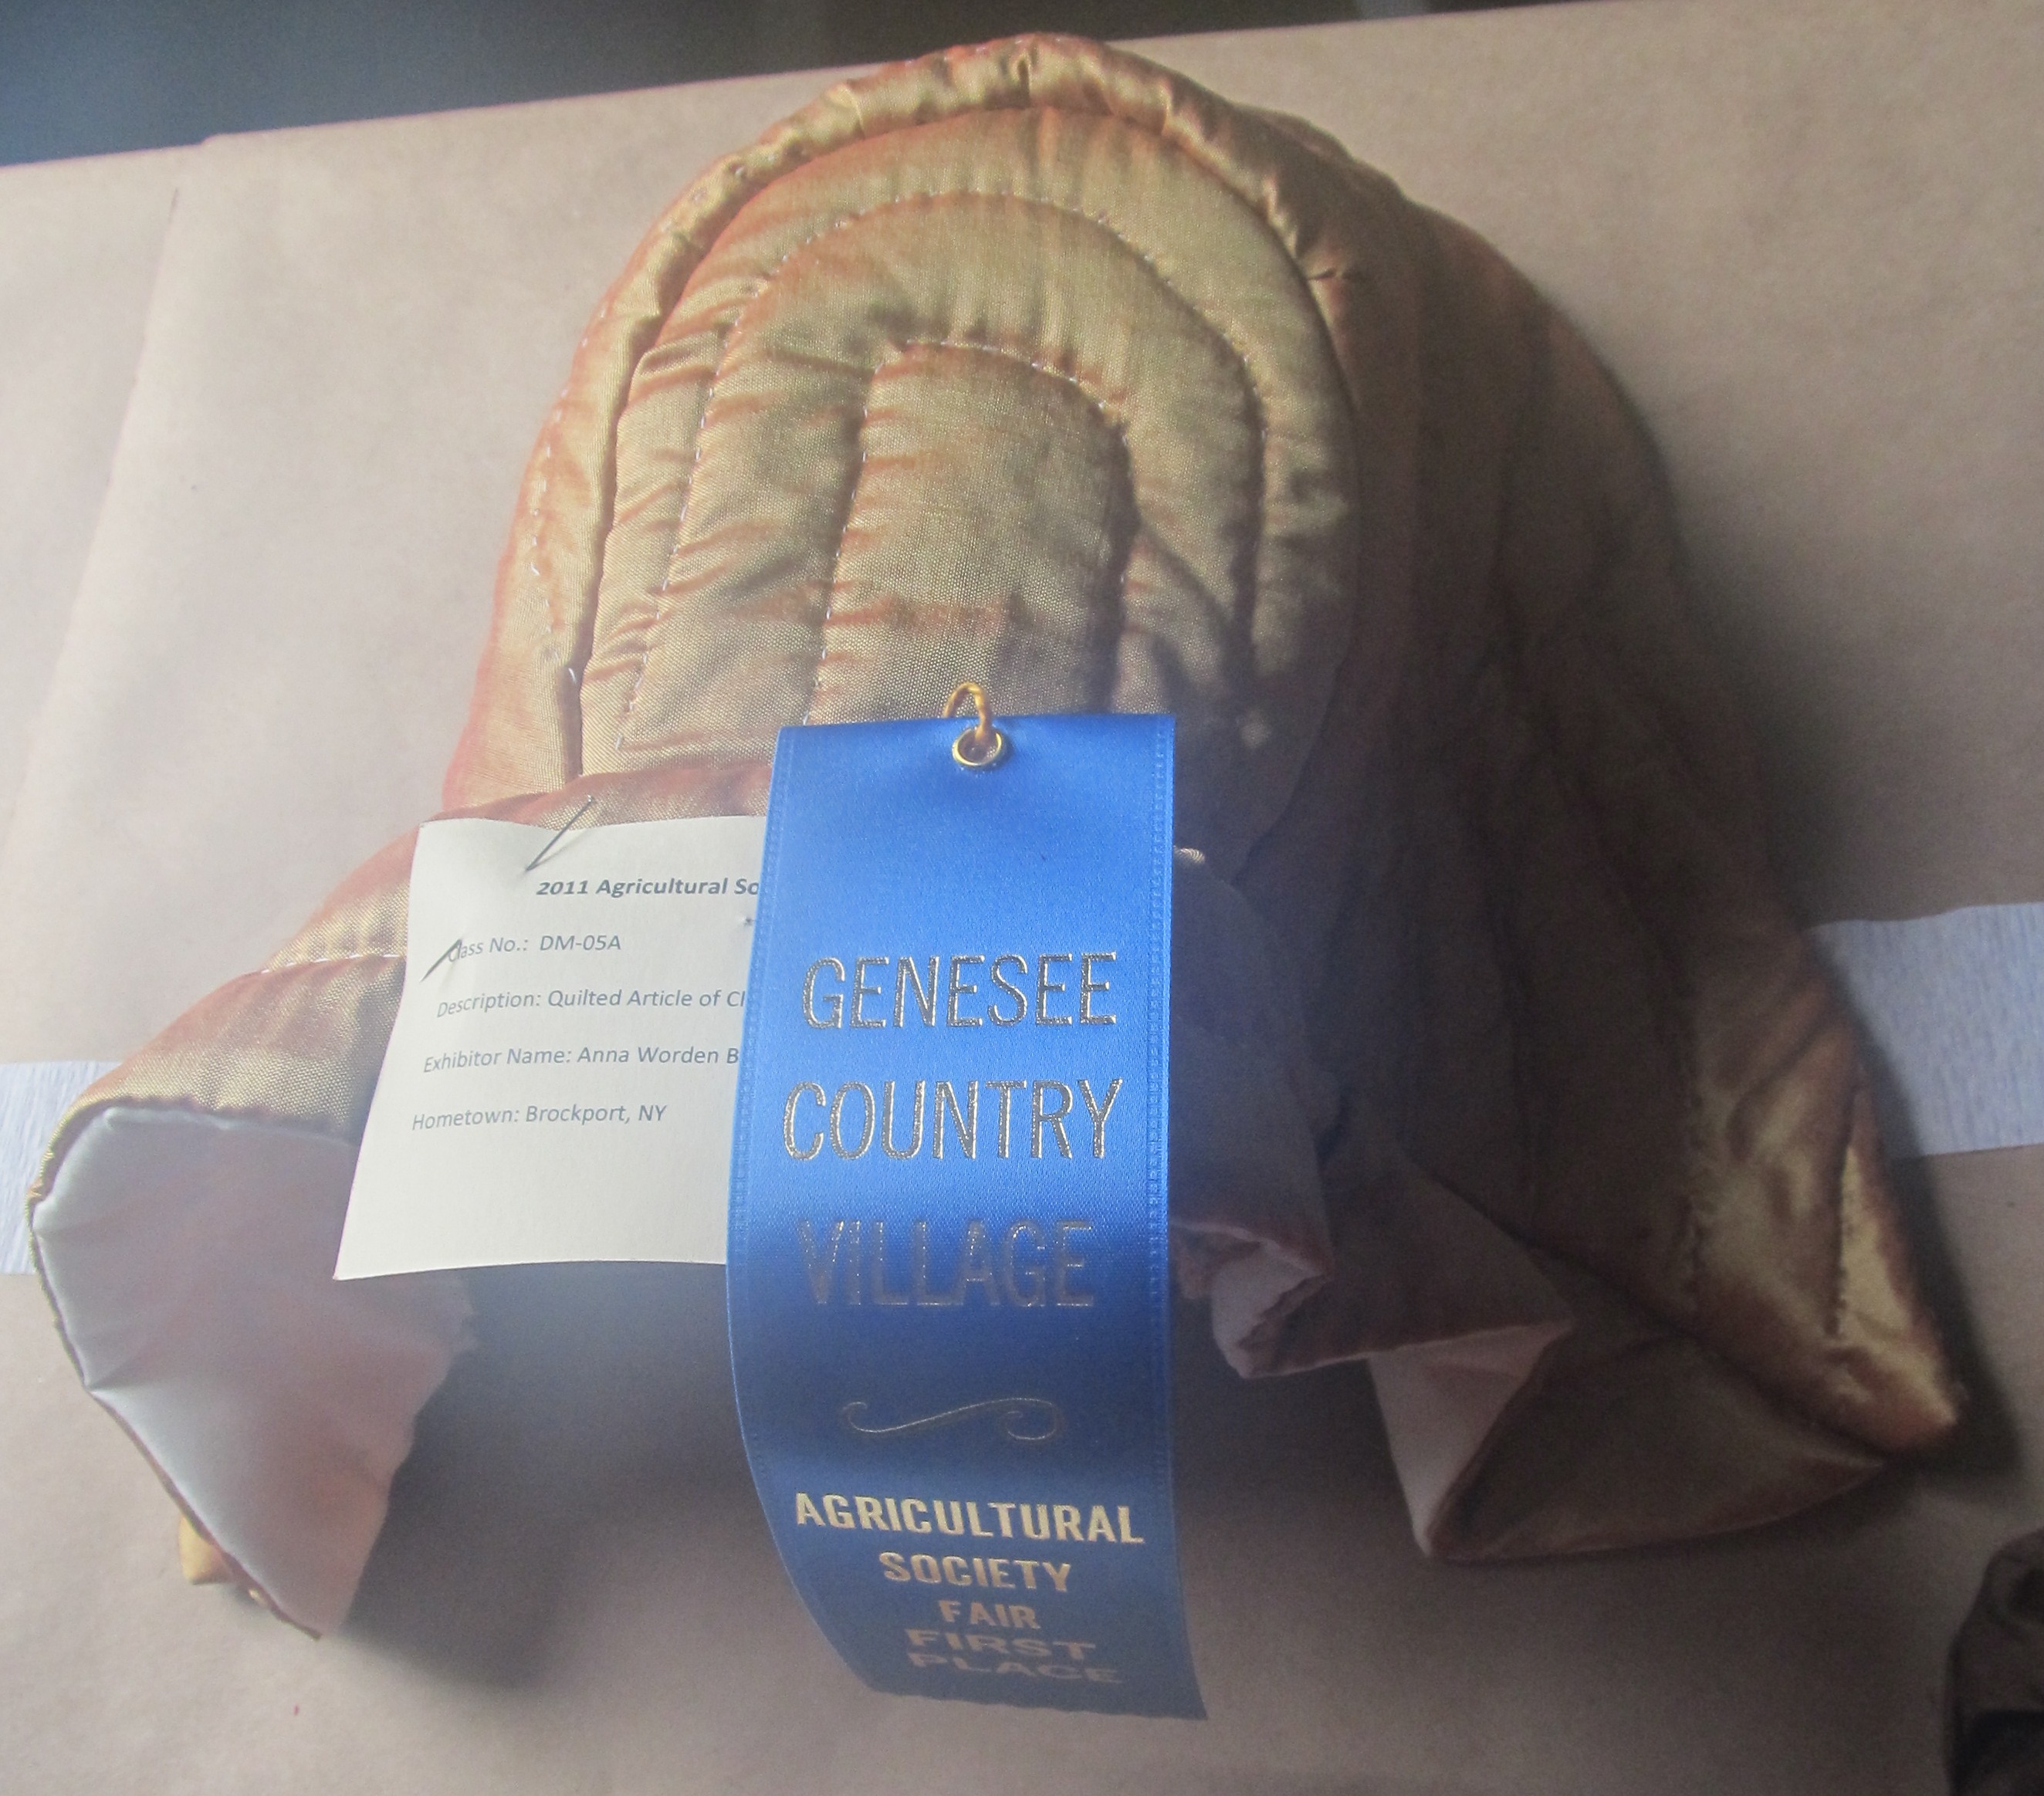 2011 Agricultural So
Class No.: DM-05A
Description: Quilted Article of Cl
Exhibitor Name: Anna Worden B
Hometown: Brockport, NY
GENESEE
COUNTRY
VILLAGE
AGRICULTURAL
SOCIETY
FAIR
FIRST
PLACE